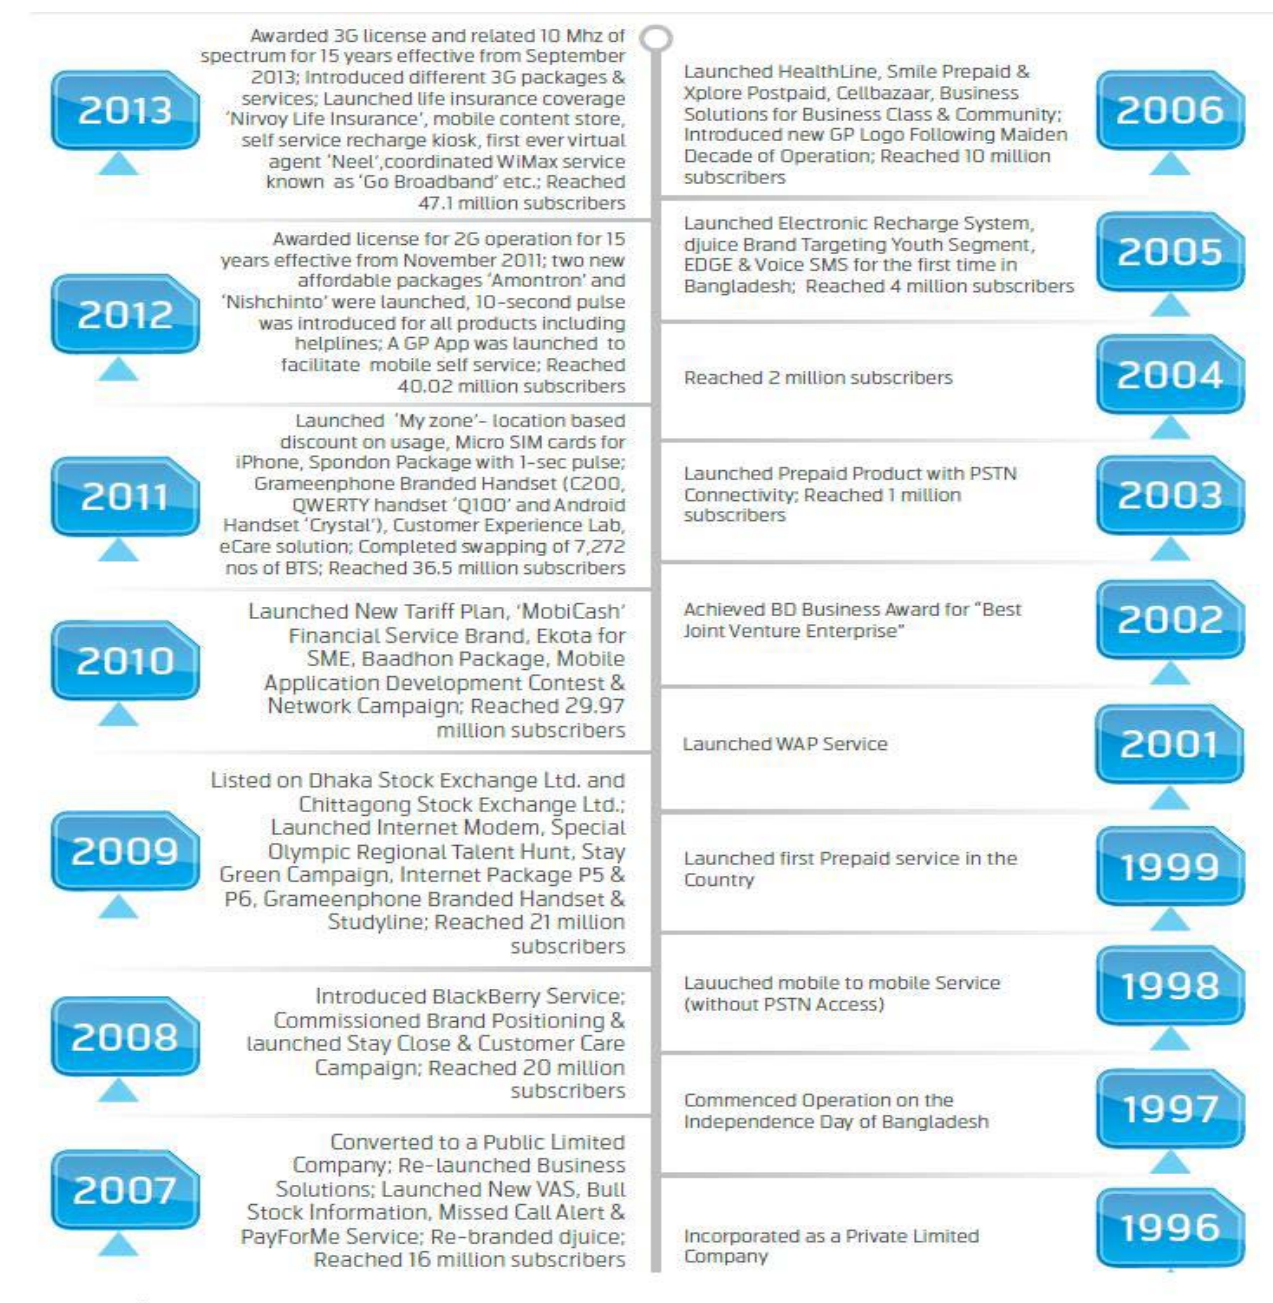 2013
Awarded 3G license and related 10 Mhz of
spectrum for 15 years effective from September
2013; Introduced different 3G packages &
services; Launched life insurance coverage
‘Nirvoy Life Insurance’, mobile content store,
self service recharge kiosk, first ever virtual
agent ‘Neel’,coordinated WiMax service
known as ‘Go Broadband’ etc.; Reached
47.1 million subscribers
2012
Awarded license for 2G operation for 15
years effective from November 2011; two new
affordable packages ‘Amontron’ and
‘Nishchinto’ were launched, 10-second pulse
was introduced for all products including
helplines; A GP App was launched to
facilitate mobile self service; Reached
40.02 million subscribers
2011
Launched ‘My zone’- location based
discount on usage, Micro SIM cards for
iPhone, Spondon Package with 1-sec pulse;
Grameenphone Branded Handset (C200,
QWERTY handset ‘Q100’ and Android
Handset ‘Crystal’), Customer Experience Lab,
eCare solution; Completed swapping of 7,272
nos of BTS; Reached 36.5 million subscribers
2010
Launched New Tariff Plan, ‘MobiCash’
Financial Service Brand, Ekota for
SME, Baadhon Package, Mobile
Application Development Contest &
Network Campaign; Reached 29.97
million subscribers
2009
Listed on Dhaka Stock Exchange Ltd. and
Chittagong Stock Exchange Ltd.;
Launched Internet Modem, Special
Olympic Regional Talent Hunt, Stay
Green Campaign, Internet Package P5 &
P6, Grameenphone Branded Handset &
Studyline; Reached 21 million
subscribers
2008
Introduced BlackBerry Service;
Commissioned Brand Positioning &
launched Stay Close & Customer Care
Campaign; Reached 20 million
subscribers
2007
Converted to a Public Limited
Company; Re-launched Business
Solutions; Launched New VAS, Bull
Stock Information, Missed Call Alert &
PayForMe Service; Re-branded djuice;
Reached 16 million subscribers
Launched HealthLine, Smile Prepaid &
Xplore Postpaid, Cellbazaar, Business
Solutions for Business Class & Community;
Introduced new GP Logo Following Maiden
Decade of Operation; Reached 10 million
subscribers
2006
Launched Electronic Recharge System,
djuice Brand Targeting Youth Segment,
EDGE & Voice SMS for the first time in
Bangladesh; Reached 4 million subscribers
2005
Reached 2 million subscribers
2004
Launched Prepaid Product with PSTN
Connectivity; Reached 1 million
subscribers
2003
Achieved BD Business Award for “Best
Joint Venture Enterprise”
2002
Launched WAP Service
2001
Launched first Prepaid service in the
Country
1999
Lauuched mobile to mobile Service
(without PSTN Access)
1998
Commenced Operation on the
Independence Day of Bangladesh
1997
Incorporated as a Private Limited
Company
1996